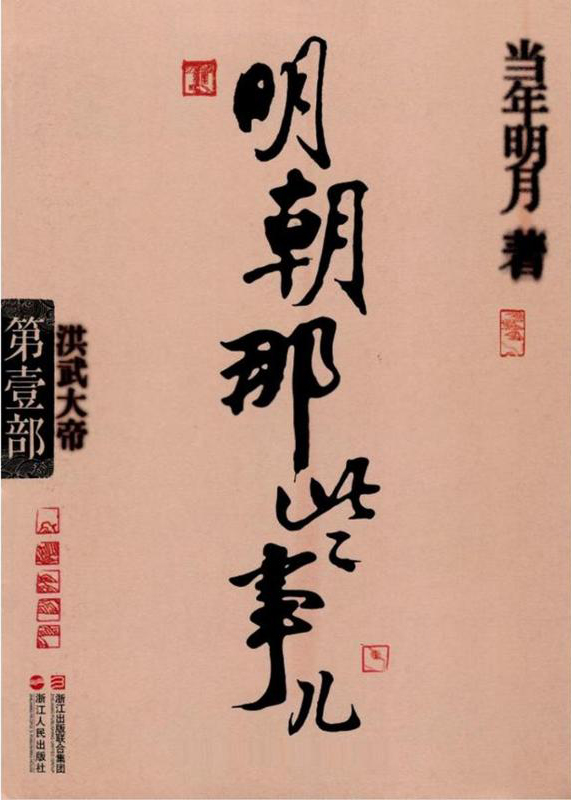 当年明月 著
明朝那些事儿
洪武大帝
第壹部
浙江出版联合集团
浙江人民出版社